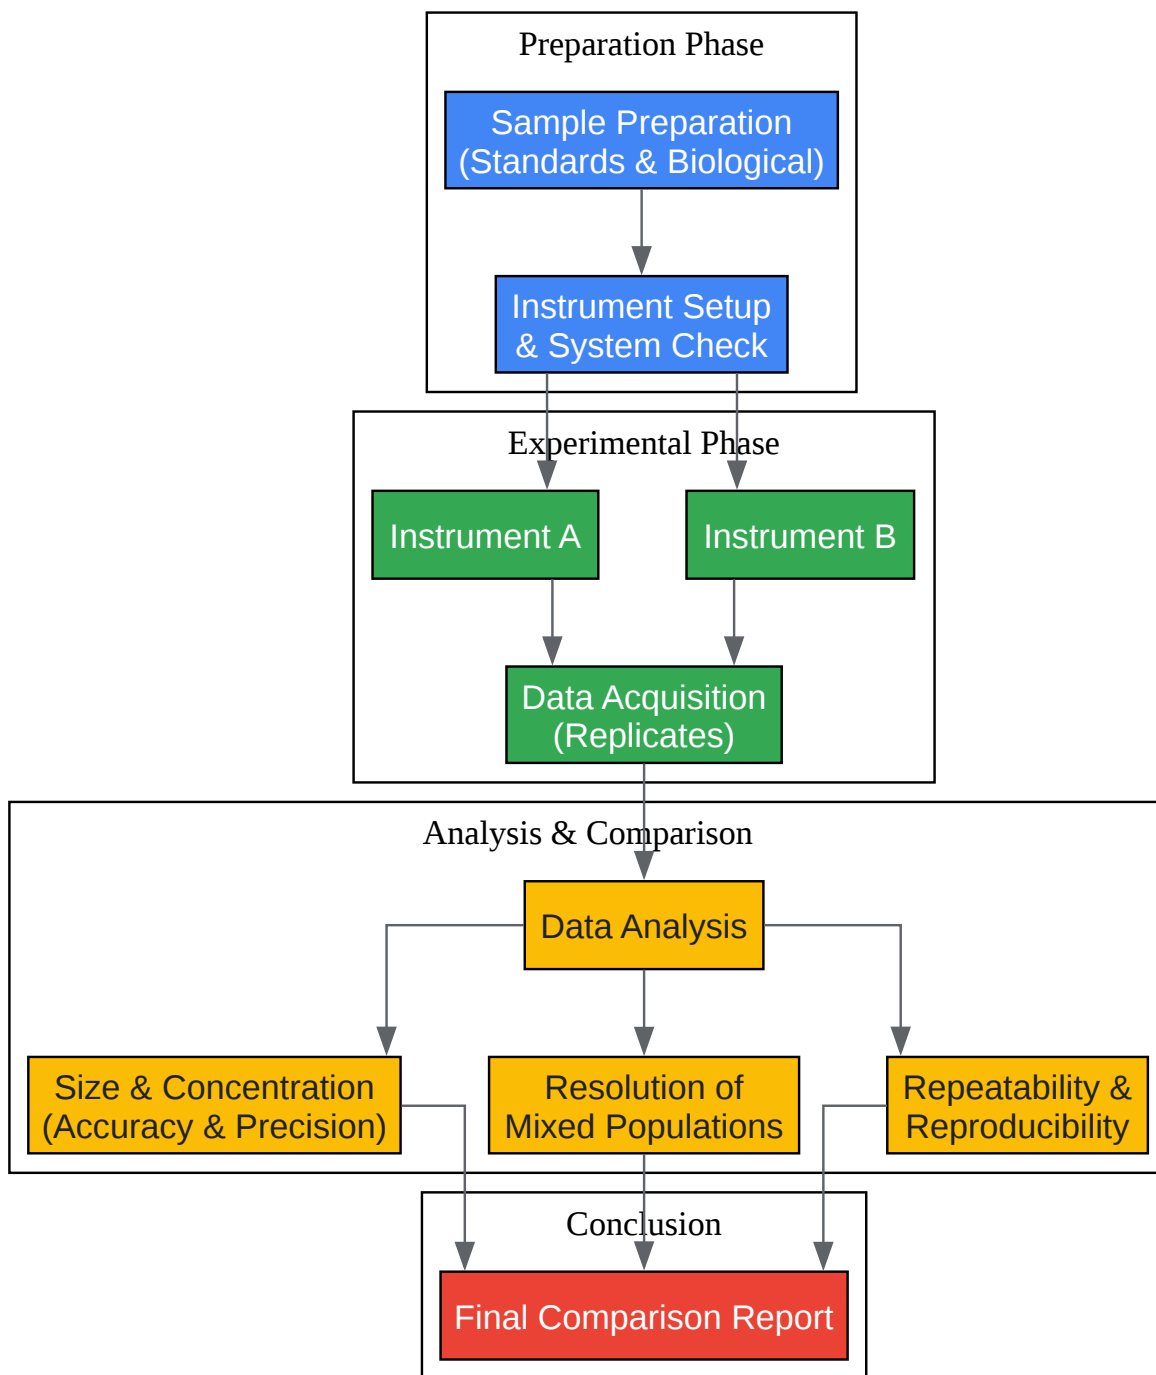 Preparation Phase
Sample Preparation
(Standards & Biological)
Instrument Setup
& System Check
Experimental Phase
Instrument A
Instrument B
Data Acquisition
(Replicates)
Analysis & Comparison
Data Analysis
Size & Concentration
(Accuracy & Precision)
Resolution of
Mixed Populations
Repeatability &
Reproducibility
Conclusion
Final Comparison Report